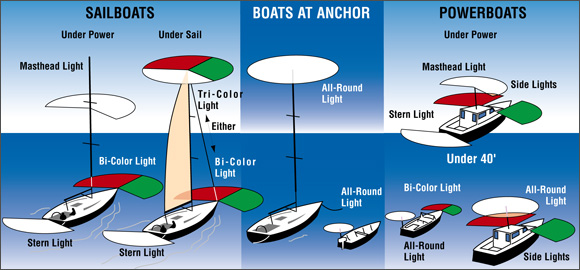 SAILBOATS
Under Power
Under Sail
Masthead Light
Tri-Color
Light
Either
Bi-Color Light
Bi-Color
Light
Stern Light
Stern Light
BOATS AT ANCHOR
All-Round
Light
All-Round
Light
POWERBOATS
Under Power
Masthead Light
Side Lights
Stern Light
Under 40'
Bi-Color Light
All-Round
Light
All-Round
Light
Side Lights